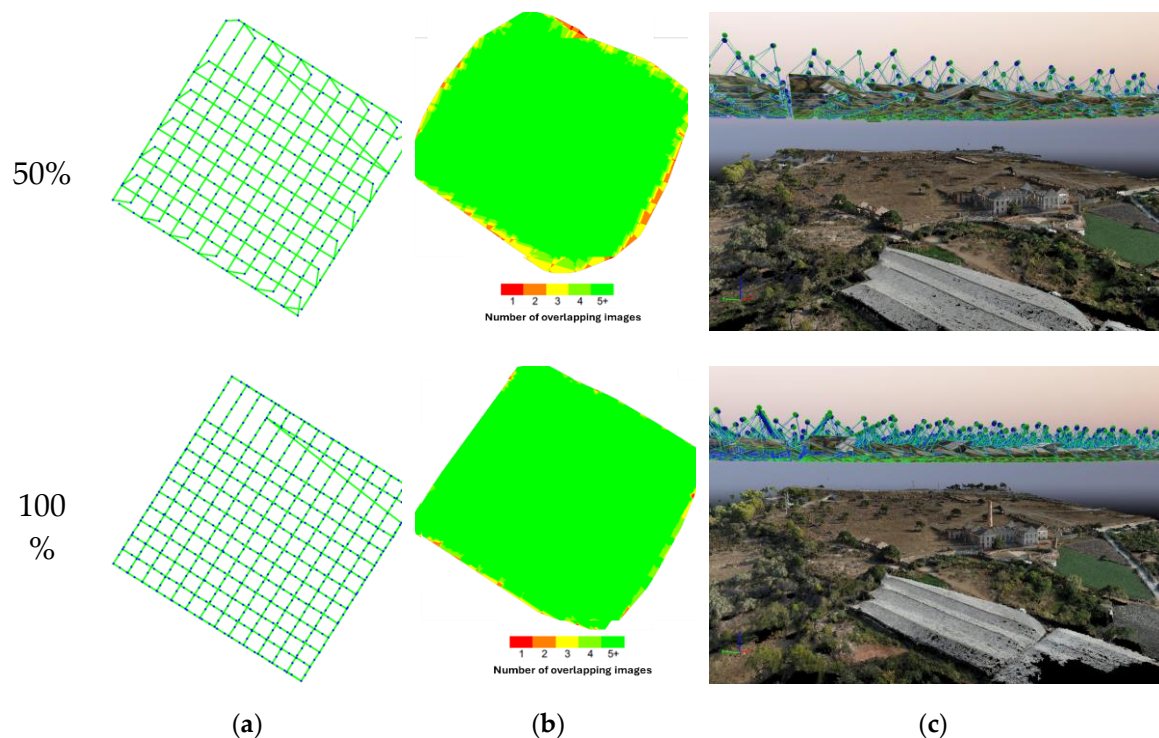 50%
1 2 3 4 5+
Number of overlapping images
100
%
1 2 3 4 5+
Number of overlapping images
(a) (b) (c)